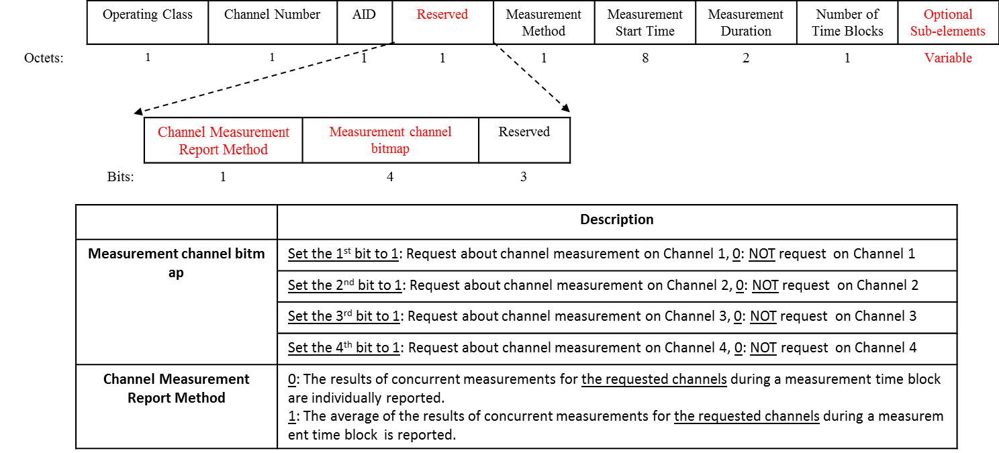 Operating Class Channel Number AID Reserved Measurement Method Measurement Start Time Measurement Duration Number of Time Blocks Optional Sub-elements
Octets: 1 1 1 1 1 8 2 1 Variable
Channel Measurement Report Method Measurement channel bitmap Reserved
Bits: 1 4 3
Description
Measurement channel bitm
ap
Set the 1st bit to 1: Request about channel measurement on Channel 1, 0: NOT request on Channel 1
Set the 2nd bit to 1: Request about channel measurement on Channel 2, 0: NOT request on Channel 2
Set the 3rd bit to 1: Request about channel measurement on Channel 3, 0: NOT request on Channel 3
Set the 4th bit to 1: Request about channel measurement on Channel 4, 0: NOT request on Channel 4
Channel Measurement
Report Method
0: The results of concurrent measurements for the requested channels during a measurement time block
are individually reported.
1: The average of the results of concurrent measurements for the requested channels during a measurem
ent time block is reported.